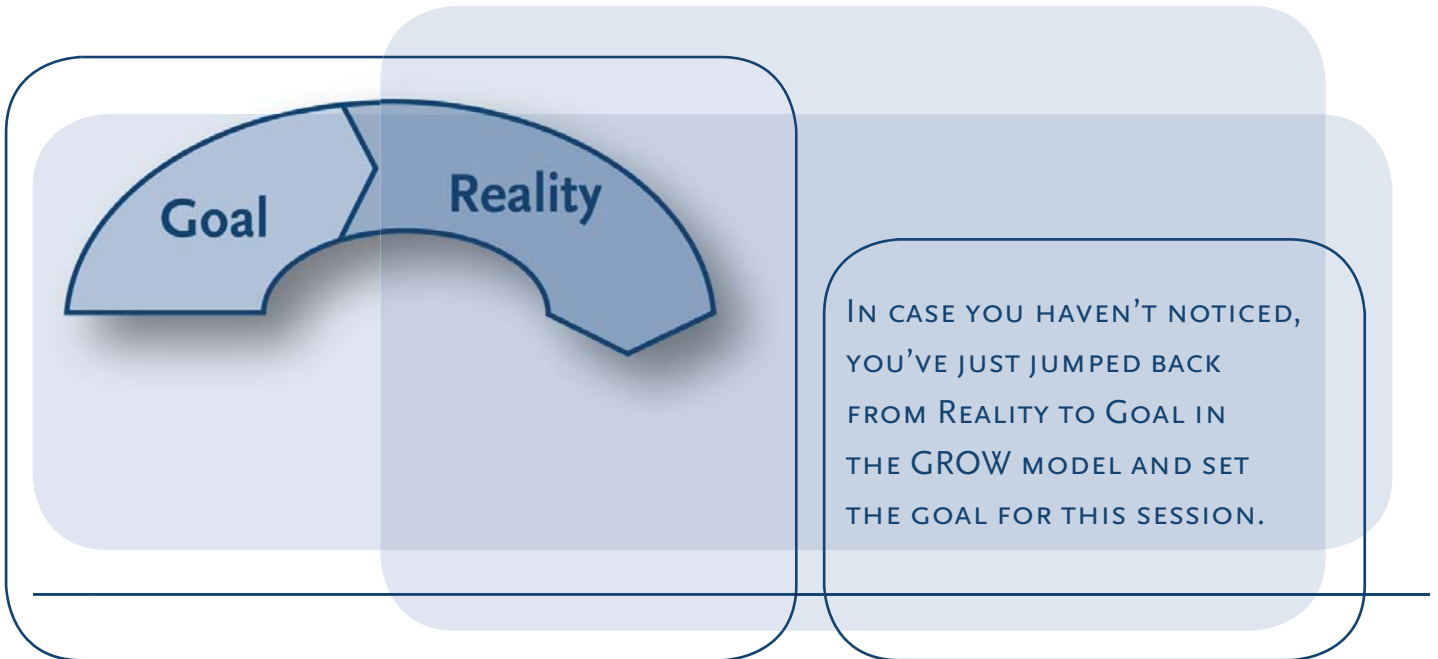 Goal
Reality
In case you haven't noticed,
you've just jumped back
from Reality to Goal in
the GROW model and set
the goal for this session.